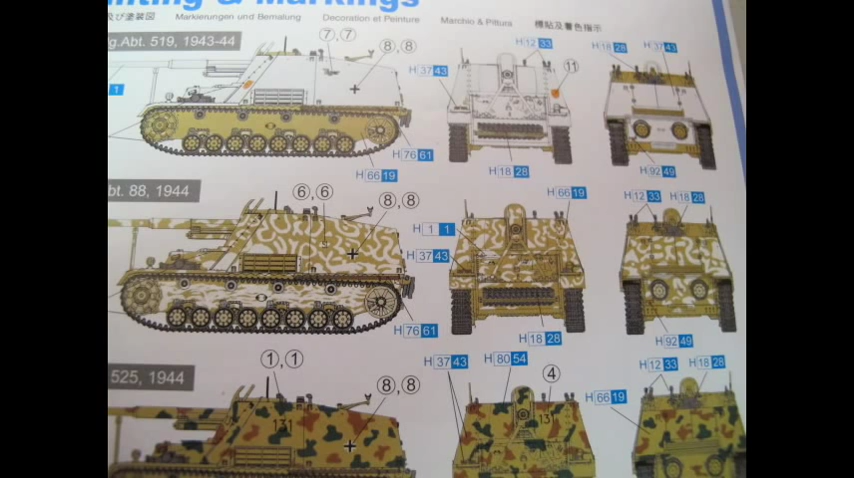 nting & Markings
及び塗装図 Markierungen und Bemalung Decoration et Peinture Marchio & Pittura 標貼及着色指示
g.Abt. 519, 1943-44
7,7
8,8
H 12 33
H 18 28
H 37 43
H 37 43
11
1
H 76 61
H 66 19
H 18 28
H 92 49
bt. 88, 1944
6,6
8,8
H 66 19
H 12 33
H 18 28
H 1 1
H 37 43
H 76 61
H 18 28
H 92 49
525, 1944
1,1
8,8
H 37 43
H 80 54
4
H 12 33
H 18 28
H 66 19
131
131